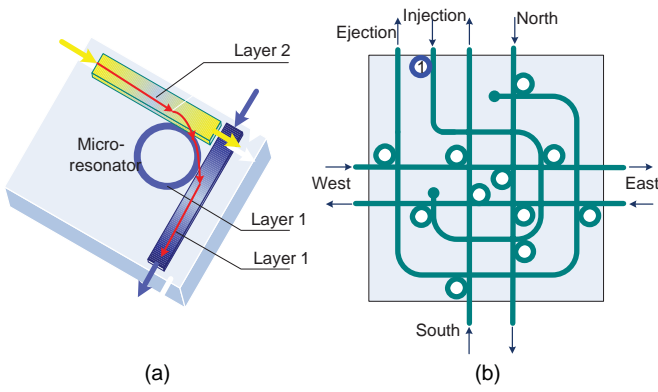 Layer 2
Micro-
resonator
Layer 1
Layer 1
(a)
Injection
North
Ejection
1
West
East
South
(b)